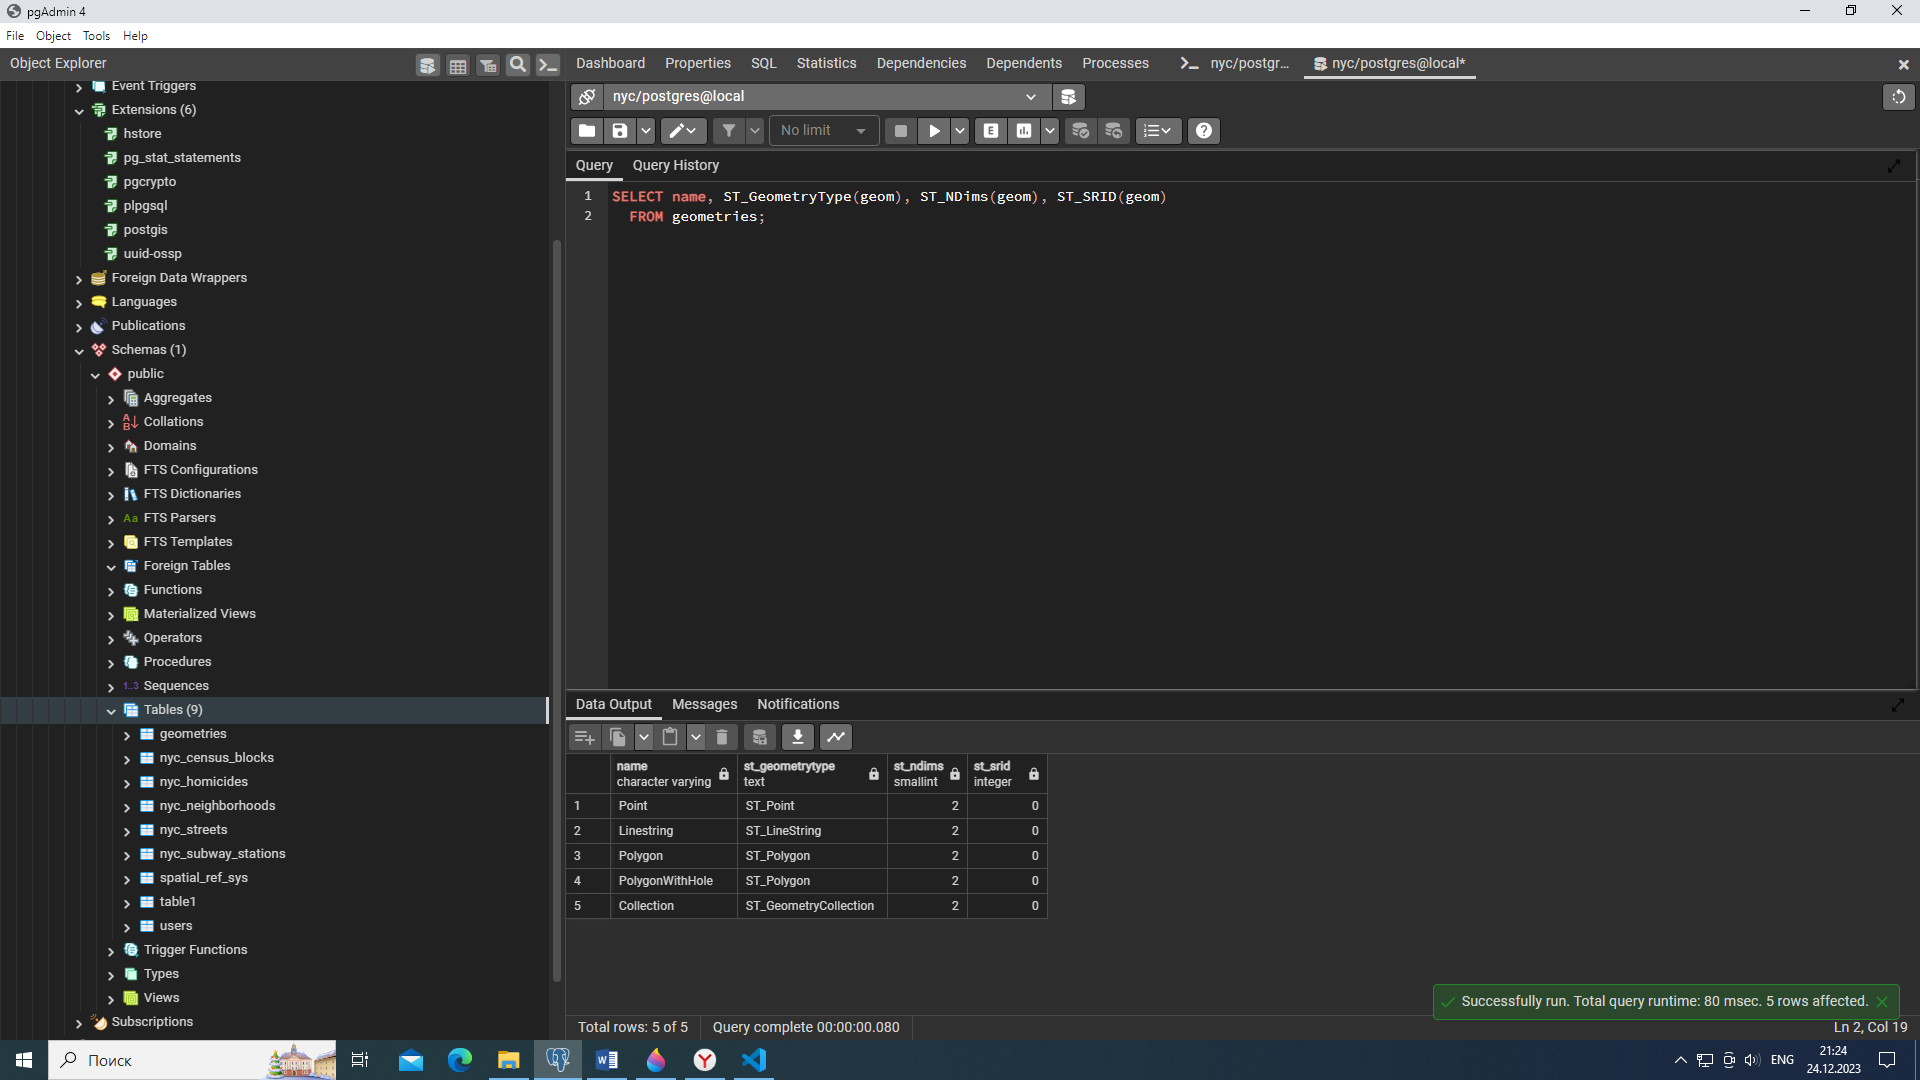 pgAdmin 4
File Object Tools Help
Object Explorer
Event Triggers
Extensions (6)
hstore
pg_stat_statements
pgcrypto
plpgsql
postgis
uuid-ossp
Foreign Data Wrappers
Languages
Publications
Schemas (1)
public
Aggregates
Collations
Domains
FTS Configurations
FTS Dictionaries
Aa FTS Parsers
FTS Templates
Foreign Tables
Functions
Materialized Views
Operators
Procedures
1..3 Sequences
Tables (9)
geometries
nyc_census_blocks
nyc_homicides
nyc_neighborhoods
nyc_streets
nyc_subway_stations
spatial_ref_sys
table1
users
Trigger Functions
Types
Views
Subscriptions
Dashboard Properties SQL Statistics Dependencies Dependents Processes nyc/postgr... nyc/postgres@local*
nyc/postgres@local
No limit E
Query Query History
1 SELECT name, ST_GeometryType(geom), ST_NDims(geom), ST_SRID(geom)
2 FROM geometries;
Data Output Messages Notifications
name st_geometrytype st_ndims st_srid
character varying text smallint integer
1 Point ST_Point 2 0
2 Linestring ST_LineString 2 0
3 Polygon ST_Polygon 2 0
4 PolygonWithHole ST_Polygon 2 0
5 Collection ST_GeometryCollection 2 0
Successfully run. Total query runtime: 80 msec. 5 rows affected.
Total rows: 5 of 5 Query complete 00:00:00.080 Ln 2, Col 19
Поиск
ENG
21:24
24.12.2023